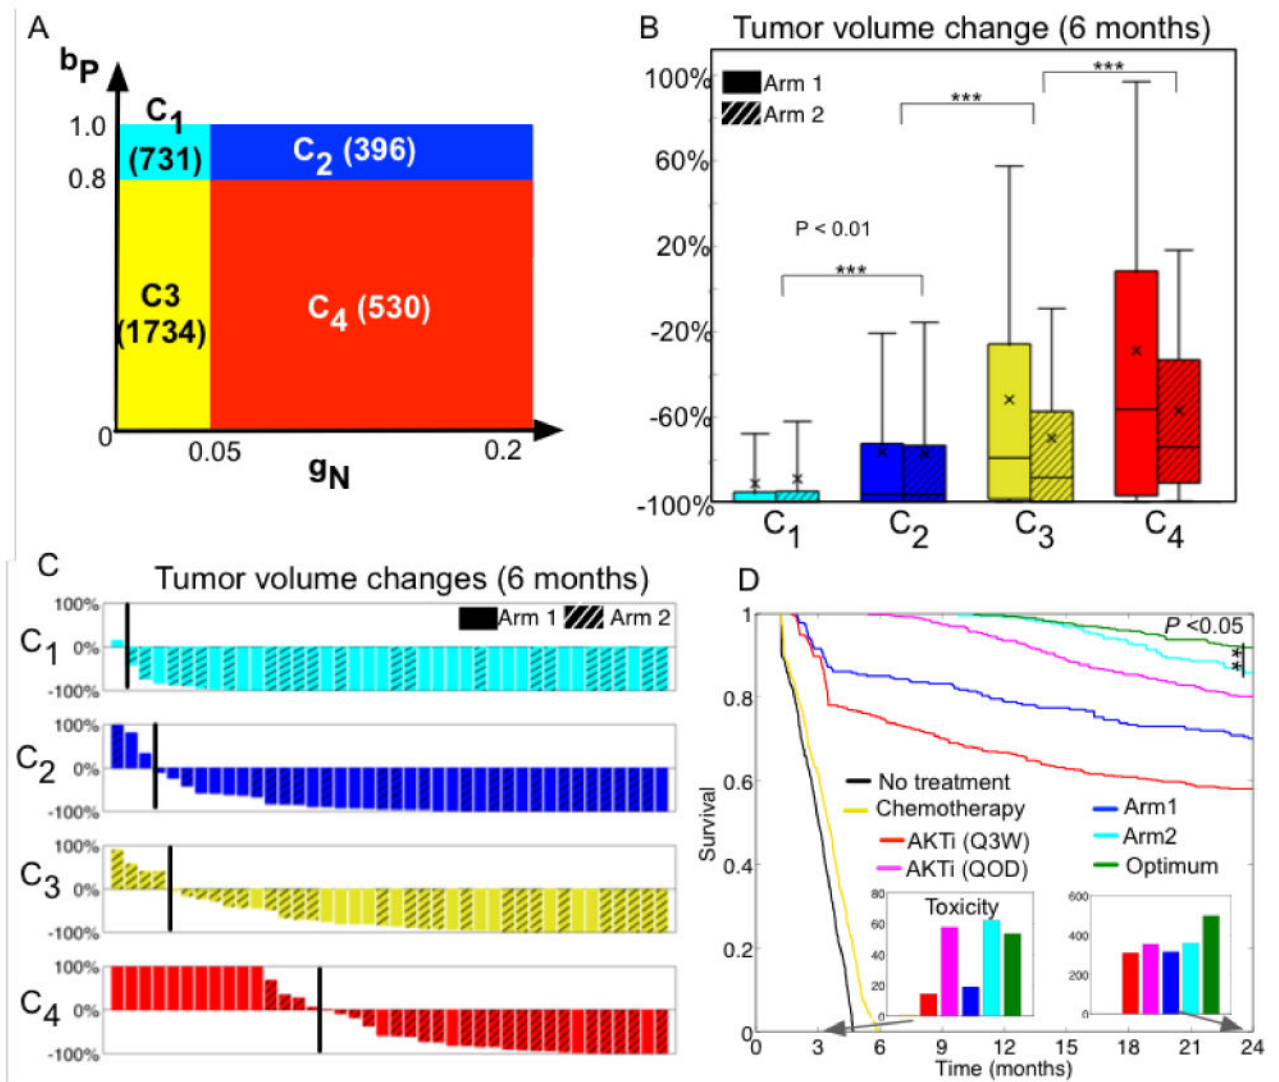 A
bP
C1
(731)
C2 (396)
1.0
0.8
C3
(1734)
C4 (530)
0
0.05
0.2
gN
B
Tumor volume change (6 months)
100%
60%
20%
-20%
-60%
-100%
Arm 1
Arm 2
***
***
P < 0.01
***
×
×
×
×
×
×
×
×
C1
C2
C3
C4
C
Tumor volume changes (6 months)
Arm 1
Arm 2
C1
100%
0%
-100%
C2
100%
0%
-100%
C3
100%
0%
-100%
C4
100%
0%
-100%
D
1
0.8
0.6
0.4
0.2
0
Survival
P <0.05
**
No treatment
Chemotherapy
AKTi (Q3W)
AKTi (QOD)
Arm1
Arm2
Optimum
Toxicity
80
60
40
20
0
600
400
200
0
0
3
6
9
12
15
18
21
24
Time (months)